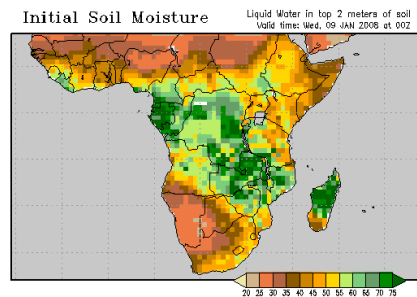 Initial Soil Moisture
Liquid Water in top 2 meters of soil
Valid time: Wed, 09 JAN 2008 at 00Z
20 25 30 35 40 45 50 55 60 65 70 75